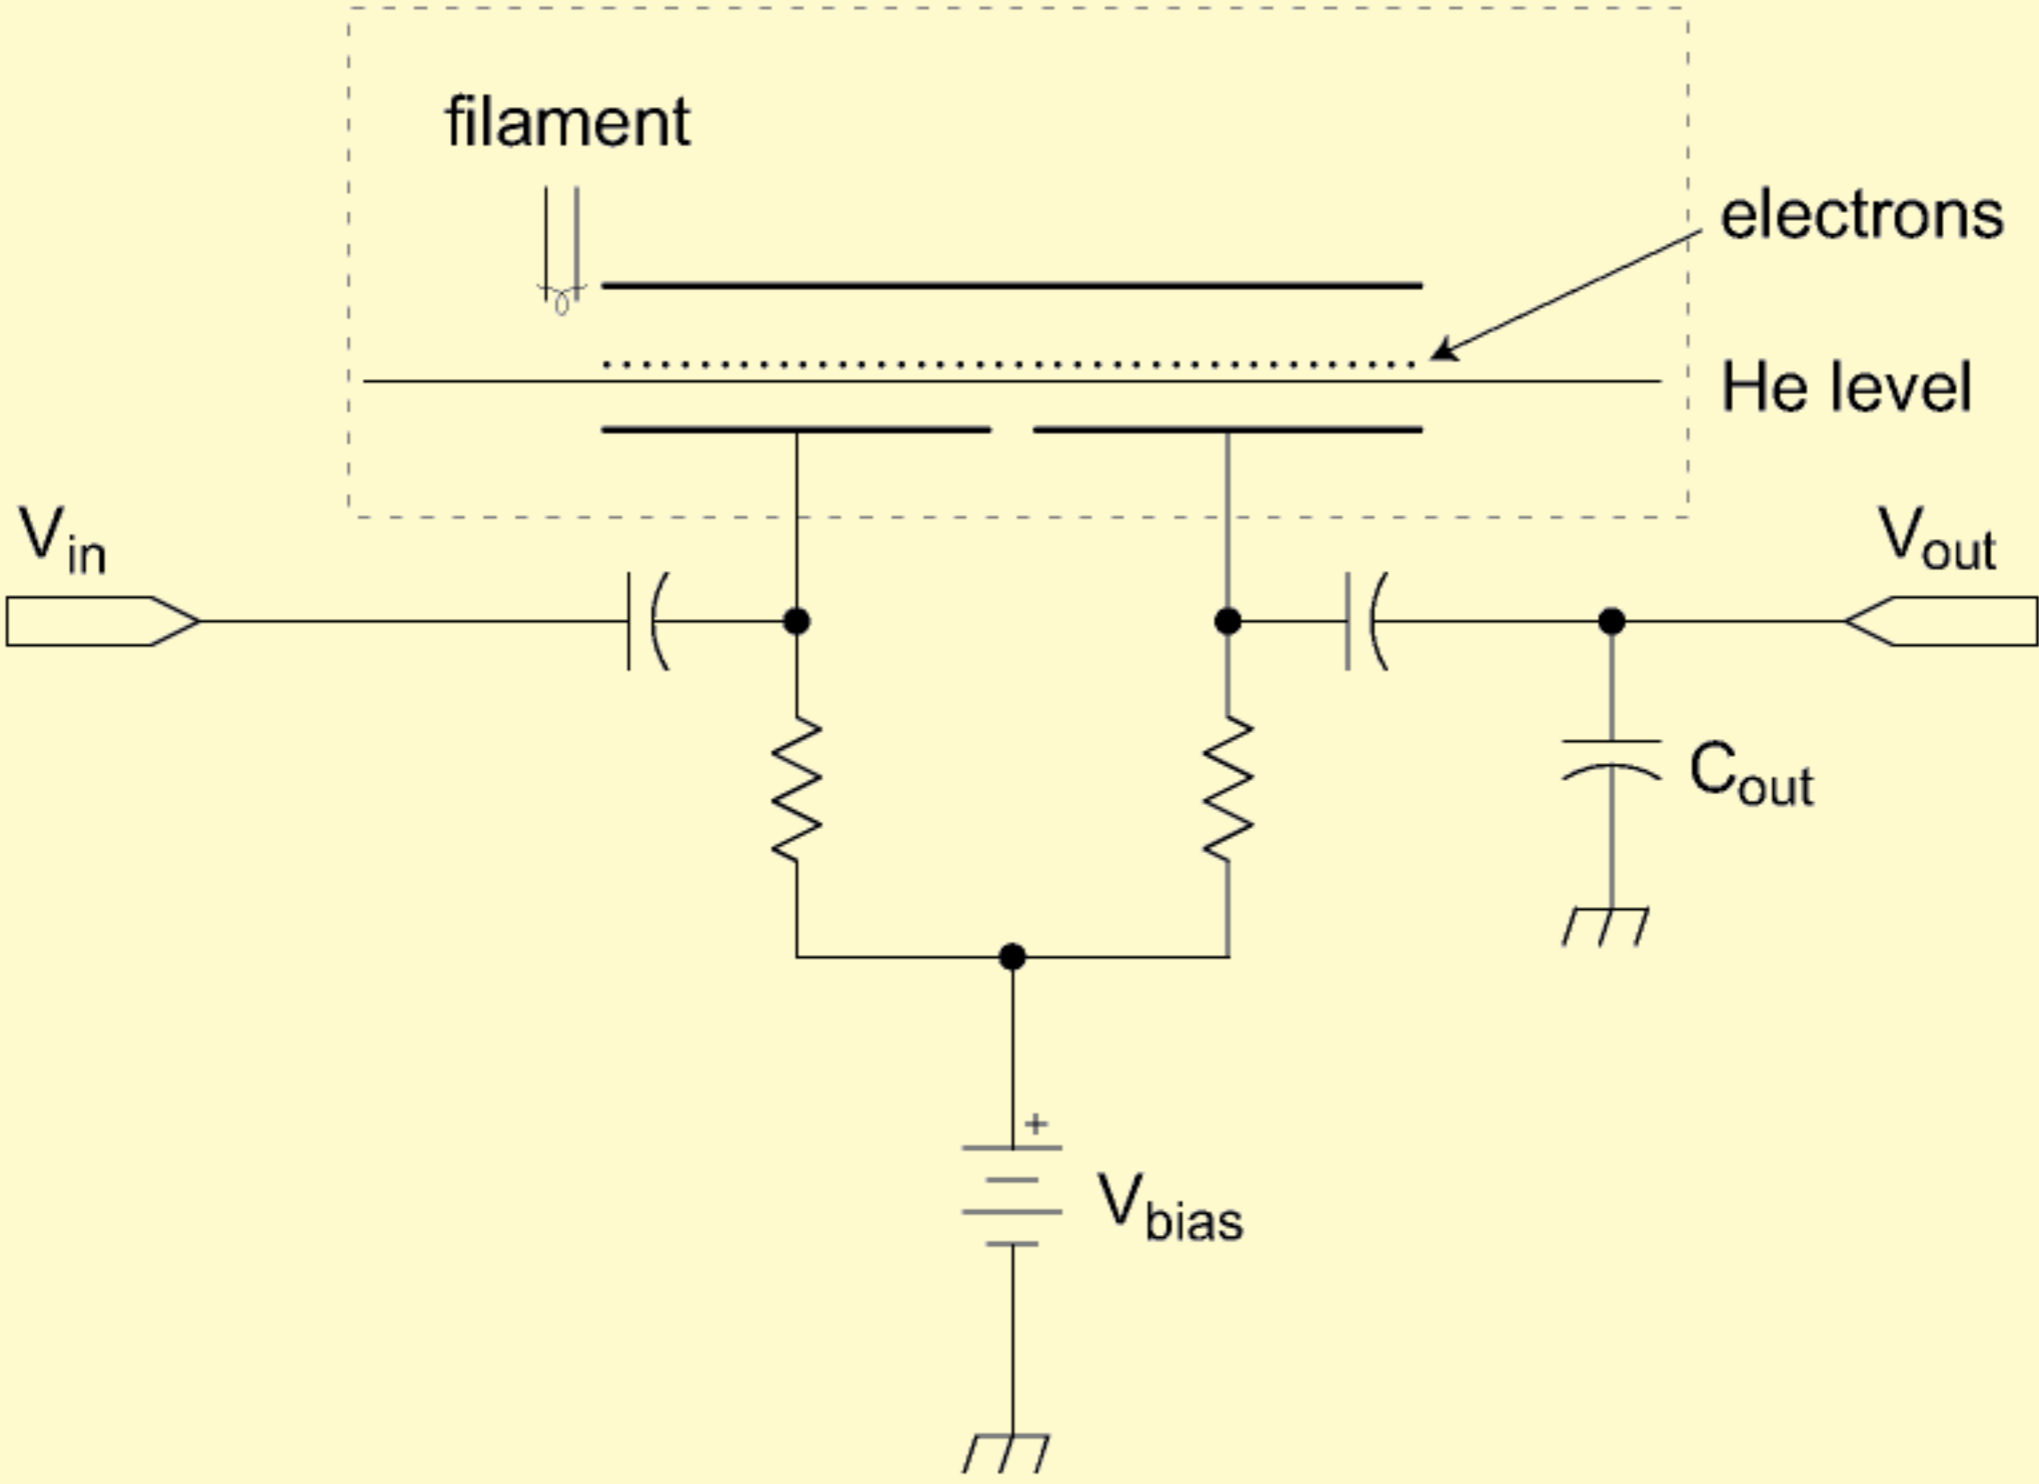 filament
electrons
He level
Vin
Vout
Cout
+
Vbias